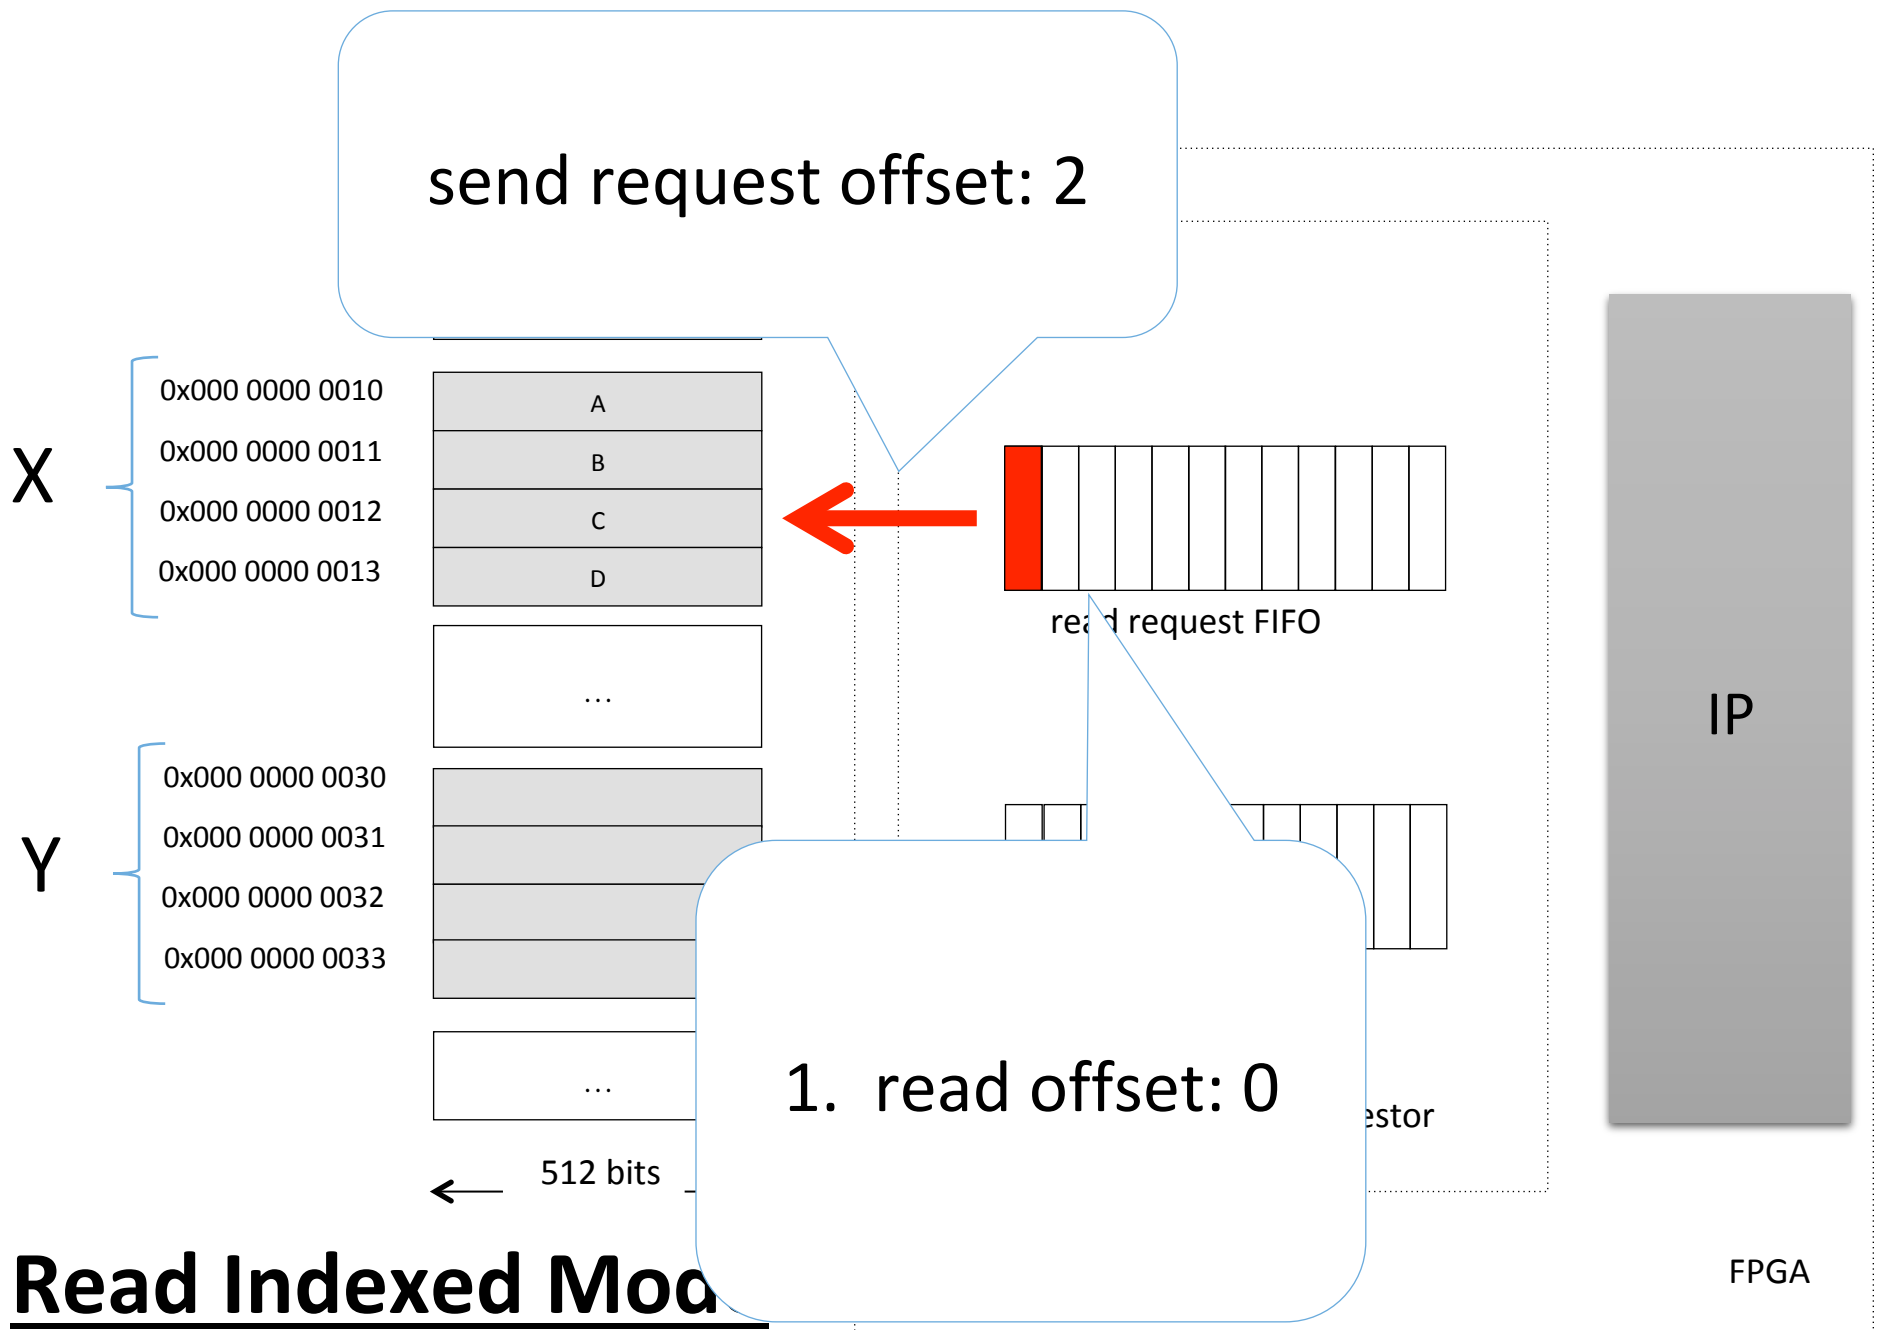 send request offset: 2
X
0x000 0000 0010
A
0x000 0000 0011
B
0x000 0000 0012
C
0x000 0000 0013
D
read request FIFO
...
IP
Y
0x000 0000 0030
0x000 0000 0031
0x000 0000 0032
0x000 0000 0033
1. read offset: 0
...
512 bits
Read Indexed
FPGA